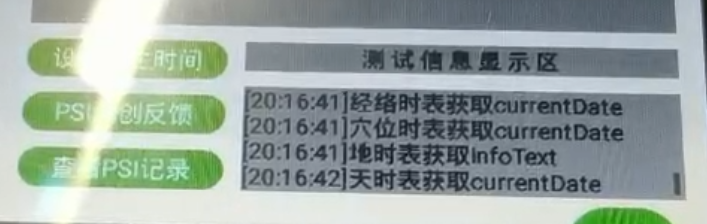 设 时间
测试信息显示区
PSI 创反馈
[20:16:41]经络时表获取currentDate
[20:16:41]穴位时表获取currentDate
[20:16:41]地时表获取infoText
查 PSI记录
[20:16:42]天时表获取currentDate